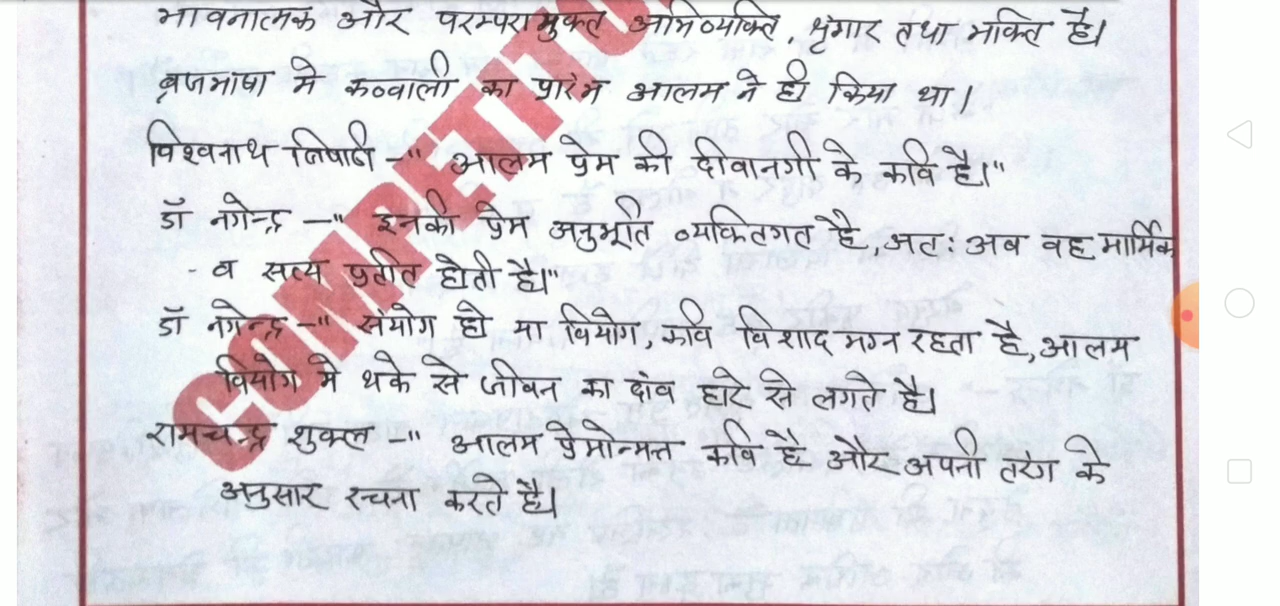 भावनात्मक और परम्परामुक्त अभिव्यक्ति, शृंगार तथा भक्ति है।
बृजभाषा मे कव्वाली का प्रारंभ आलम ने ही किया था।
विश्वनाथ त्रिपाठी -" आलम प्रेम की दीवानगी के कवि है।"
डॉ नगेन्द्र -" इनकी प्रेम अनुभूति व्यक्तिगत है, अतः अब वह मार्मिक
- व सत्य प्रतीत होती है।"
डॉ नगेन्द्र -" संयोग हो या वियोग, कवि विशाद मग्न रहता है, आलम
वियोग मे थके से जीवन का दांव हारे से लगते है।
रामचन्द्र शुक्ल -" आलम प्रेमोन्मत्त कवि है और अपनी तरंग के
अनुसार रचना करते है।
COMPETITIO